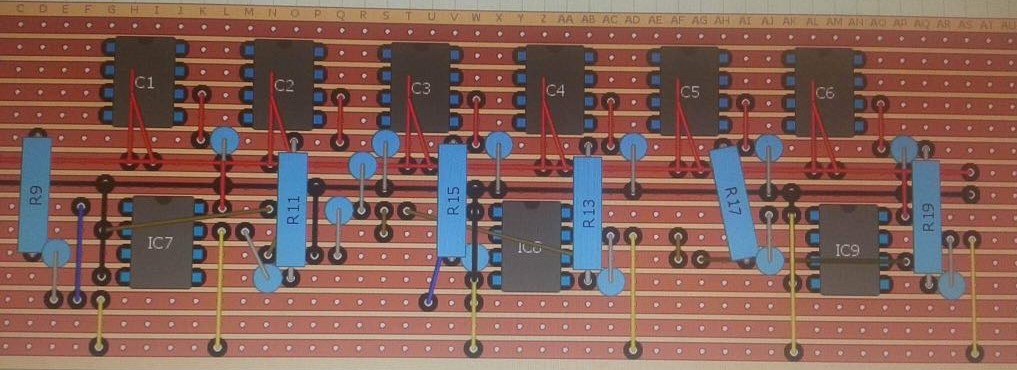 C D E F G H I J K L M N O P Q R S T U V W X Y Z AA AB AC AD AE AF AG AH AI AJ AK AL AM AN AO AP AQ AR AS AT AU
C1 C2 C3 C4 C5 C6
R9 R11 R15 R13 R17 R19
IC7 IC8 IC9